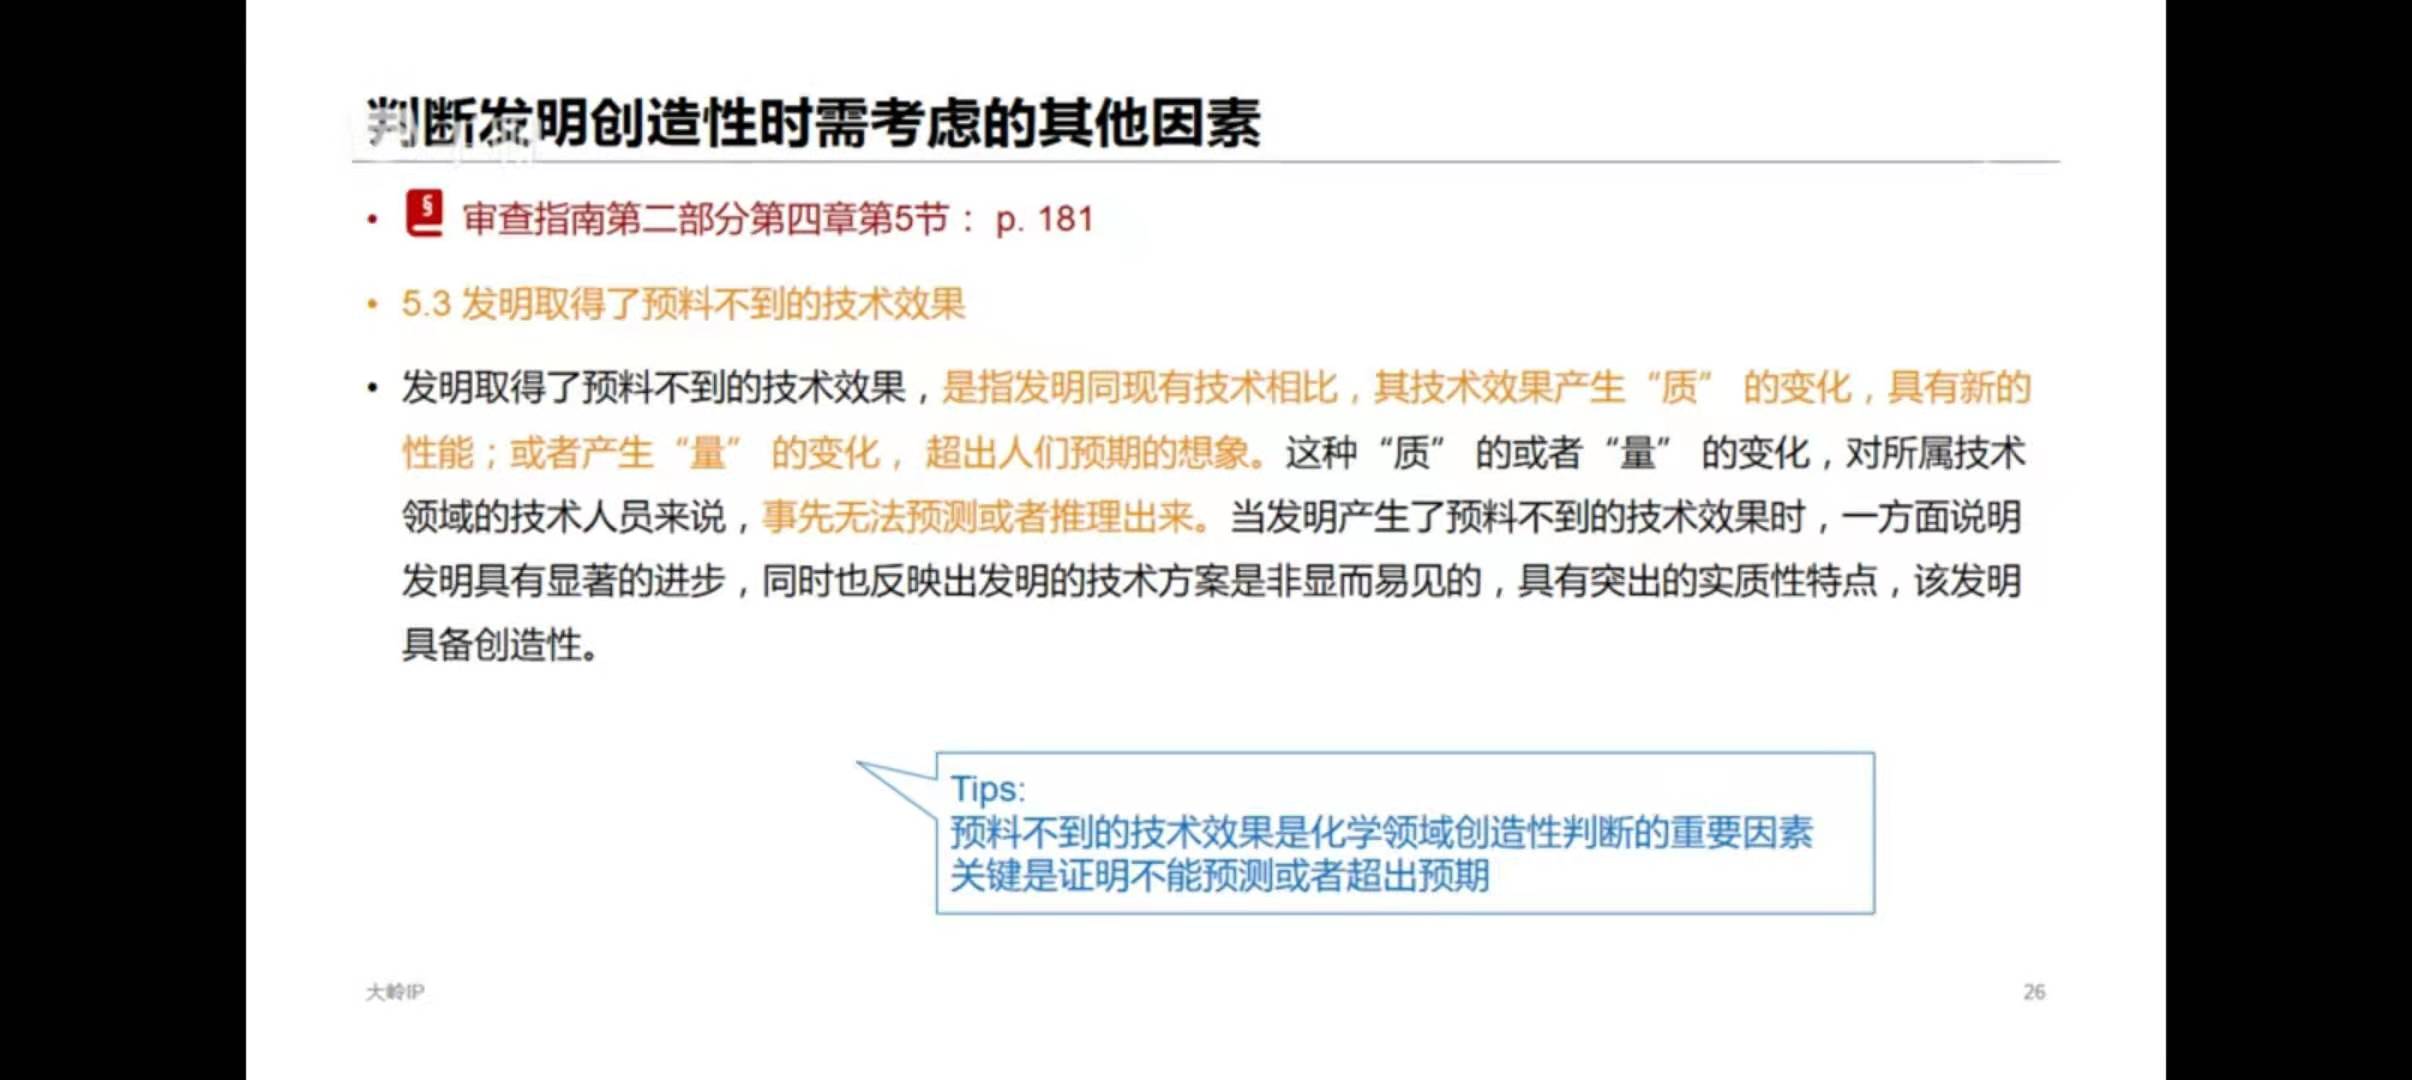 判断发明创造性时需考虑的其他因素
• § 审查指南第二部分第四章第5节：p. 181
• 5.3 发明取得了预料不到的技术效果
• 发明取得了预料不到的技术效果，是指发明同现有技术相比，其技术效果产生“质” 的变化，具有新的
性能；或者产生“量” 的变化， 超出人们预期的想象。这种“质” 的或者“量” 的变化，对所属技术
领域的技术人员来说，事先无法预测或者推理出来。当发明产生了预料不到的技术效果时，一方面说明
发明具有显著的进步，同时也反映出发明的技术方案是非显而易见的，具有突出的实质性特点，该发明
具备创造性。
Tips:
预料不到的技术效果是化学领域创造性判断的重要因素
关键是证明不能预测或者超出预期
大岭IP
26